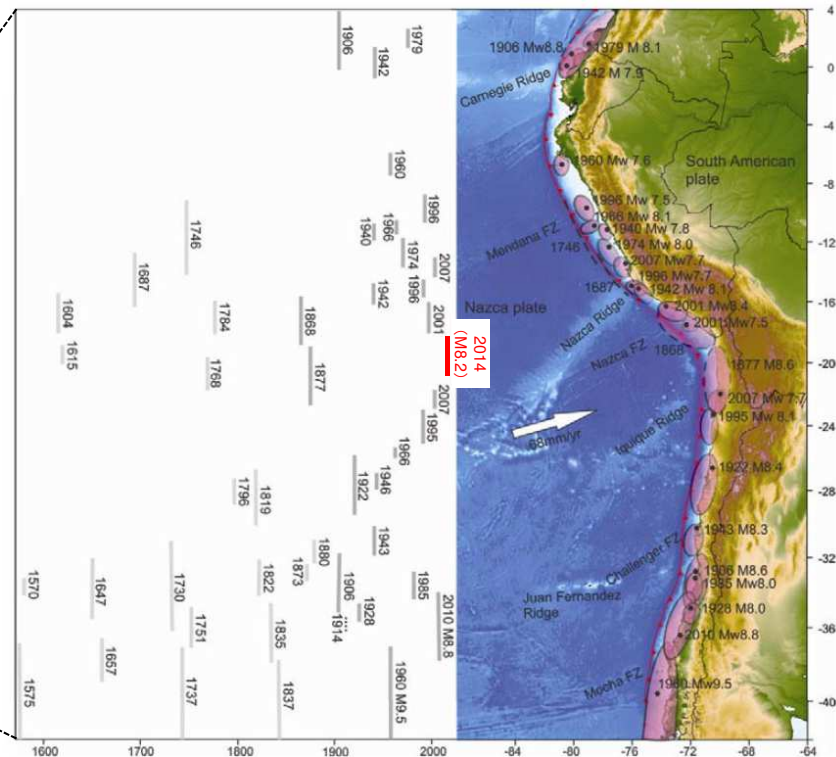 1906
1979
1942
1960
1996
1966
1940
1746
1974
2007
1687
1996
1942
1604
1784
1868
2001
1615
2014
(M8.2)
1877
1768
2007
1995
1966
1922
1946
1796
1819
1943
1880
1873
1570
1647
1822
1906
1985
1730
1928
2010 M8.8
1751
1914
1835
1657
1575
1737
1837
1960 M9.5
1600
1700
1800
1900
2000
1906 Mw8.8
1979 M 8.1
Carnegie Ridge
1942 M 7.9
1960 Mw 7.6
South American
plate
1996 Mw 7.5
1966 Mw 8.1
Mendana FZ
1940 Mw 7.8
1746
1974 Mw 8.0
2007 Mw7.7
1996 Mw7.7
1687
1942 Mw 8.1
Nazca plate
2001 Mw8.4
Nazca Ridge
2001 Mw7.5
Nazca FZ
1868
1877 M8.6
2007 Mw 7.7
1995 Mw 8.1
68mm/yr
Iquique Ridge
1922 M8.4
1943 M8.3
Challenger FZ
1906 M8.6
1985 Mw8.0
Juan Fernandez
Ridge
1928 M8.0
2010 Mw8.8
Mocha FZ
1960 Mw9.5
4
0
-4
-8
-12
-16
-20
-24
-28
-32
-36
-40
-84
-80
-76
-72
-68
-64